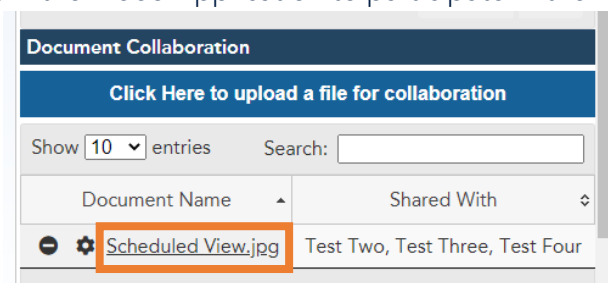 Document Collaboration
Click Here to upload a file for collaboration
Show 10 entries Search:
Document Name Shared With
Scheduled View.jpg Test Two, Test Three, Test Four